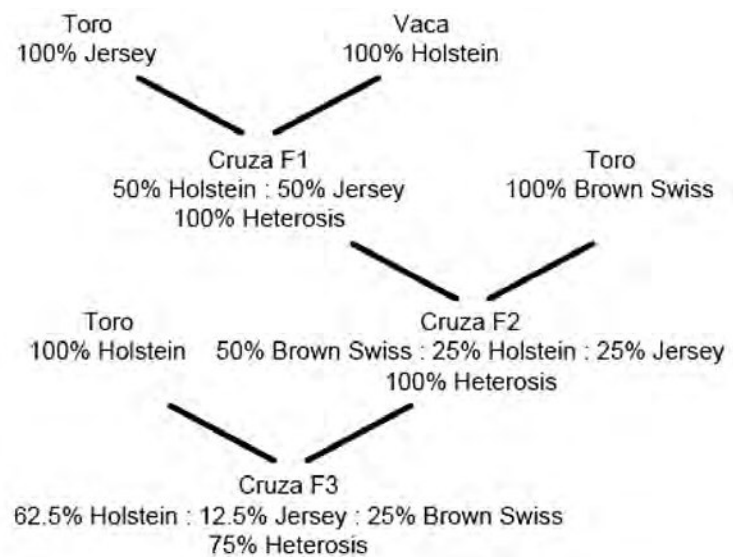 Toro
100% Jersey
Vaca
100% Holstein
Cruza F1
50% Holstein : 50% Jersey
100% Heterosis
Toro
100% Brown Swiss
Toro
100% Holstein
Cruza F2
50% Brown Swiss : 25% Holstein : 25% Jersey
100% Heterosis
Cruza F3
62.5% Holstein : 12.5% Jersey : 25% Brown Swiss
75% Heterosis